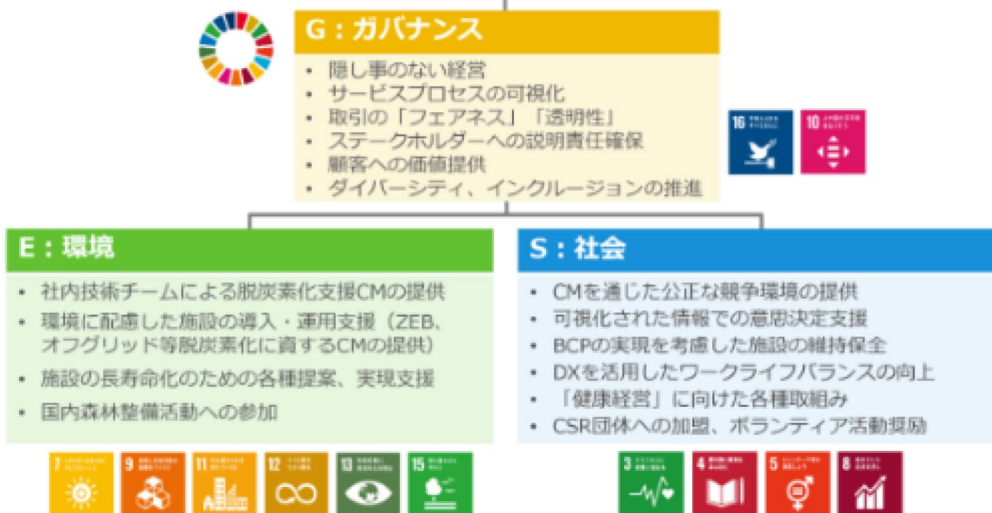 G：ガバナンス
• 隠し事のない経営
• サービスプロセスの可視化
• 取引の「フェアネス」「透明性」
• ステークホルダーへの説明責任確保
• 顧客への価値提供
• ダイバーシティ、インクルージョンの推進
16
10
E：環境
• 社内技術チームによる脱炭素化支援CMの提供
• 環境に配慮した施設の導入・運用支援（ZEB、
オフグリッド等脱炭素化に資するCMの提供）
• 施設の長寿命化のための各種提案、実現支援
• 国内森林整備活動への参加
7
9
11
12
13
15
S：社会
• CMを通じた公正な競争環境の提供
• 可視化された情報での意思決定支援
• BCPの実現を考慮した施設の維持保全
• DXを活用したワークライフバランスの向上
• 「健康経営」に向けた各種取組み
• CSR団体への加盟、ボランティア活動奨励
3
4
5
8